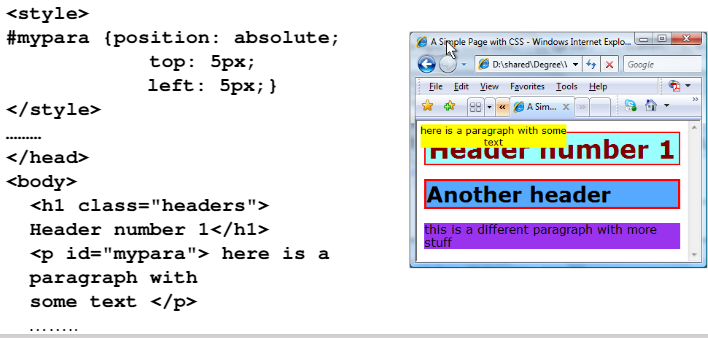 <style>
#mypara {position: absolute;
top: 5px;
left: 5px;}
</style>
………
</head>
<body>
<h1 class="headers">
Header number 1</h1>
<p id="mypara"> here is a
paragraph with
some text </p>
……..
A Simple Page with CSS - Windows Internet Explo...
D:\shared\Degree\\
Google
File Edit View Favorites Tools Help
A Sim...
here is a paragraph with some
text
Header number 1
Another header
this is a different paragraph with more
stuff